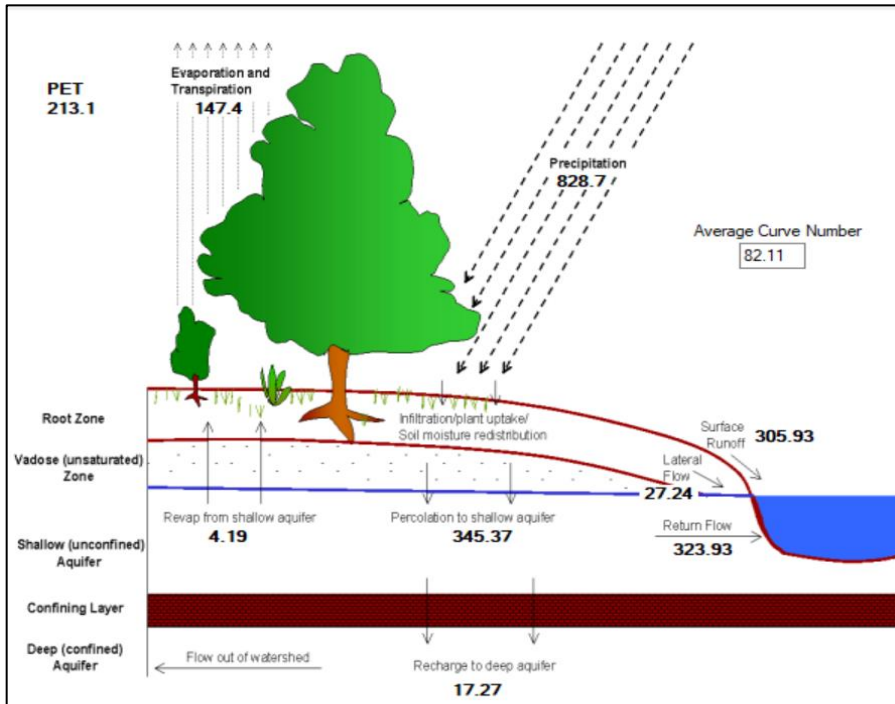 PET
213.1
Evaporation and
Transpiration
147.4
Precipitation
828.7
Average Curve Number
82.11
Root Zone
Infiltration/plant uptake/
Soil moisture redistribution
Surface
Runoff
305.93
Vadose (unsaturated)
Zone
Lateral
Flow
27.24
Revap from shallow aquifer
4.19
Percolation to shallow aquifer
345.37
Return Flow
323.93
Shallow (unconfined)
Aquifer
Confining Layer
Deep (confined)
Aquifer
Flow out of watershed
Recharge to deep aquifer
17.27